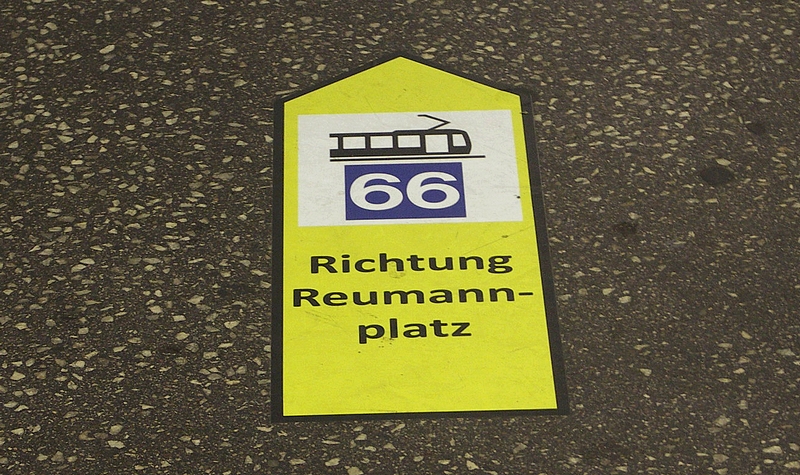 66
Richtung
Reumann-
platz